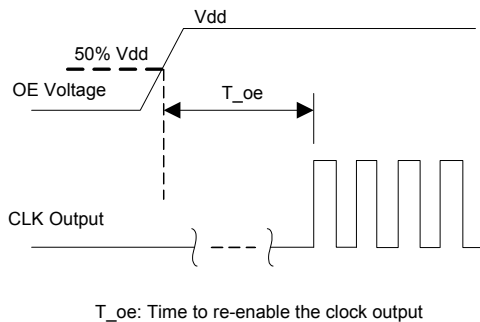 Vdd
50% Vdd
OE Voltage
T_oe
CLK Output
T_oe: Time to re-enable the clock output